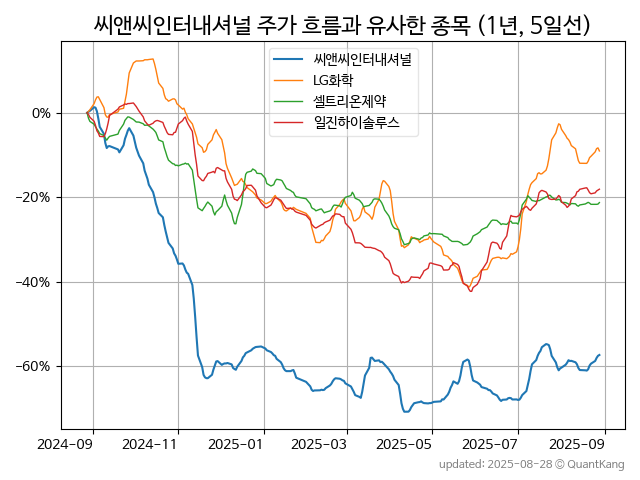 씨앤씨인터내셔널 주가 흐름과 유사한 종목 (1년, 5일선)
씨앤씨인터내셔널
LG화학
셀트리온제약
일진하이솔루스
0%
−20%
−40%
−60%
2024-09 2024-11 2025-01 2025-03 2025-05 2025-07 2025-09
updated: 2025-08-28 © QuantKang